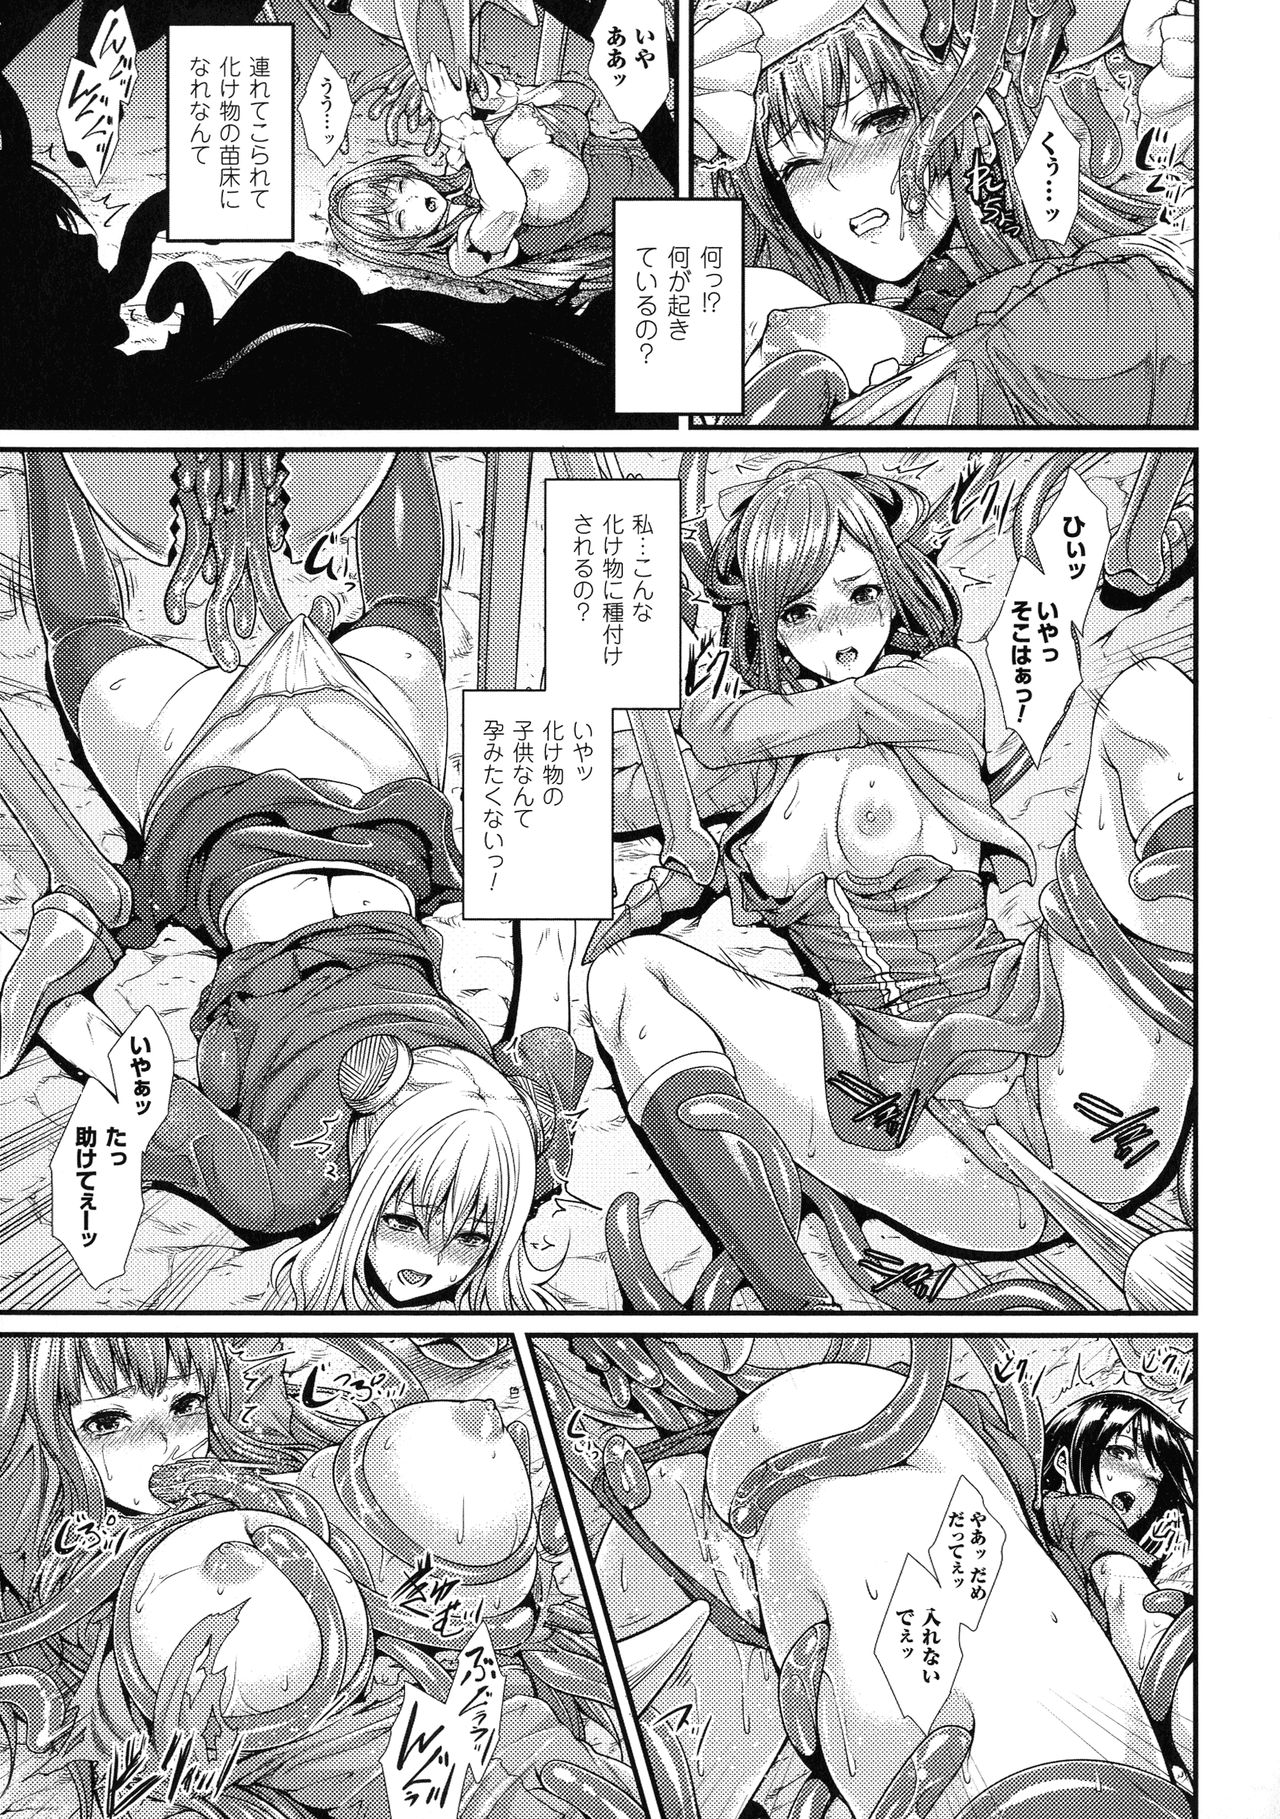 くぅ…ッ
何っ!?
何が起き
ているの？
いや
ああッ
うう…ッ
連れてこられて
化け物の苗床に
なれなんて
ひぃッ
いやっ
そこはぁっ！
私…こんな
化け物に種付け
されるの？
いやッ
化け物の
子供なんて
孕みたくないっ！
いやぁッ
たっ
助けてぇーッ
やあッ だめ
だってぇッ
入れない
でぇッ